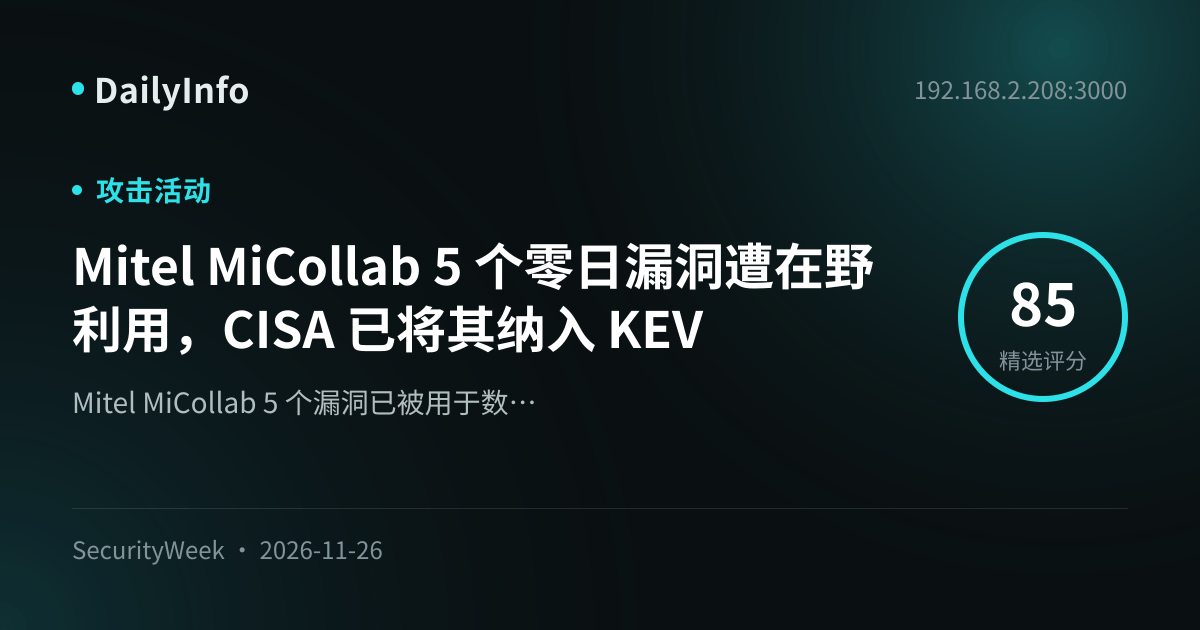 DailyInfo
192.168.2.208:3000
攻击活动
Mitel MiCollab 5 个零日漏洞遭在野
利用，CISA 已将其纳入 KEV
85
精选评分
Mitel MiCollab 5 个漏洞已被用于数…
SecurityWeek · 2026-11-26